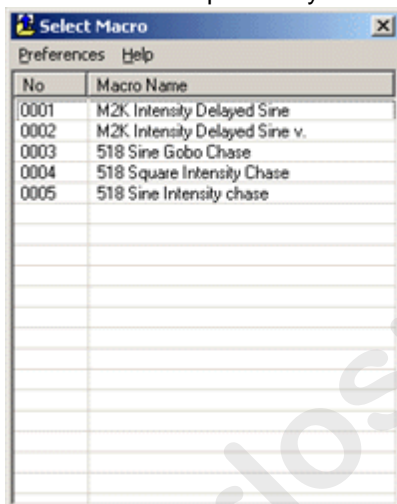 Select Macro
Preferences Help
No Macro Name
0001 M2K Intensity Delayed Sine
0002 M2K Intensity Delayed Sine v.
0003 518 Sine Gobo Chase
0004 518 Square Intensity Chase
0005 518 Sine Intensity chase